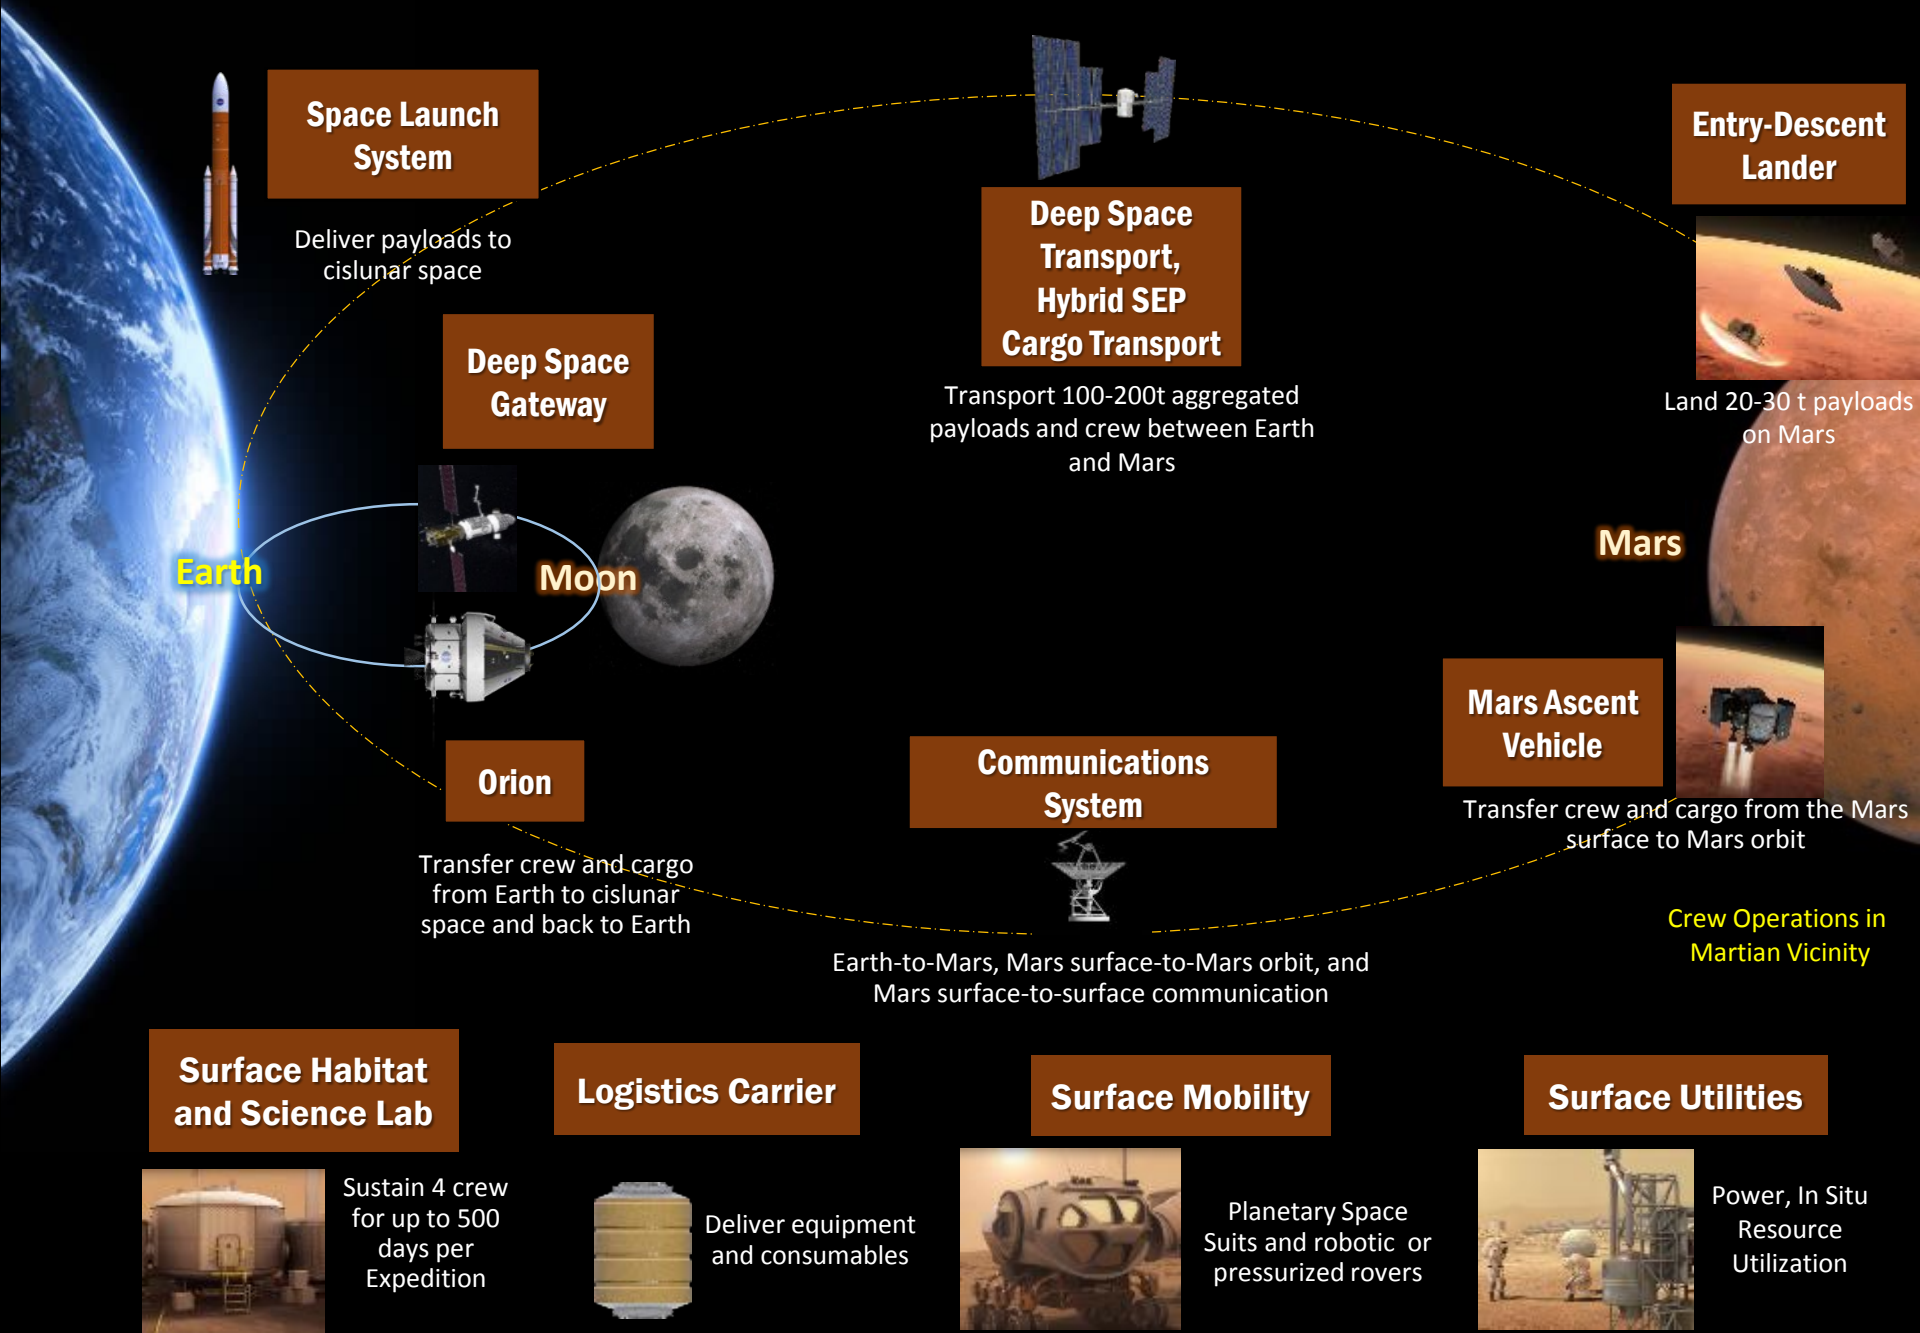 Space Launch
System
Deliver payloads to
cislunar space
Deep Space
Gateway
Earth
Moon
Orion
Transfer crew and cargo
from Earth to cislunar
space and back to Earth
Deep Space
Transport,
Hybrid SEP
Cargo Transport
Transport 100-200t aggregated
payloads and crew between Earth
and Mars
Communications
System
Earth-to-Mars, Mars surface-to-Mars orbit, and
Mars surface-to-surface communication
Entry-Descent
Lander
Land 20-30 t payloads
on Mars
Mars
Mars Ascent
Vehicle
Transfer crew and cargo from the Mars
surface to Mars orbit
Crew Operations in
Martian Vicinity
Surface Habitat
and Science Lab
Sustain 4 crew
for up to 500
days per
Expedition
Logistics Carrier
Deliver equipment
and consumables
Surface Mobility
Planetary Space
Suits and robotic or
pressurized rovers
Surface Utilities
Power, In Situ
Resource
Utilization